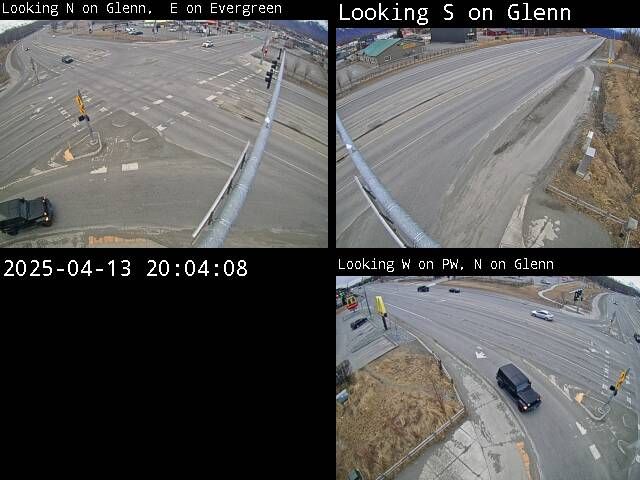 Looking N on Glenn,  E on Evergreen
Looking S on Glenn
2025-04-13 20:04:08
Looking W on PW, N on Glenn